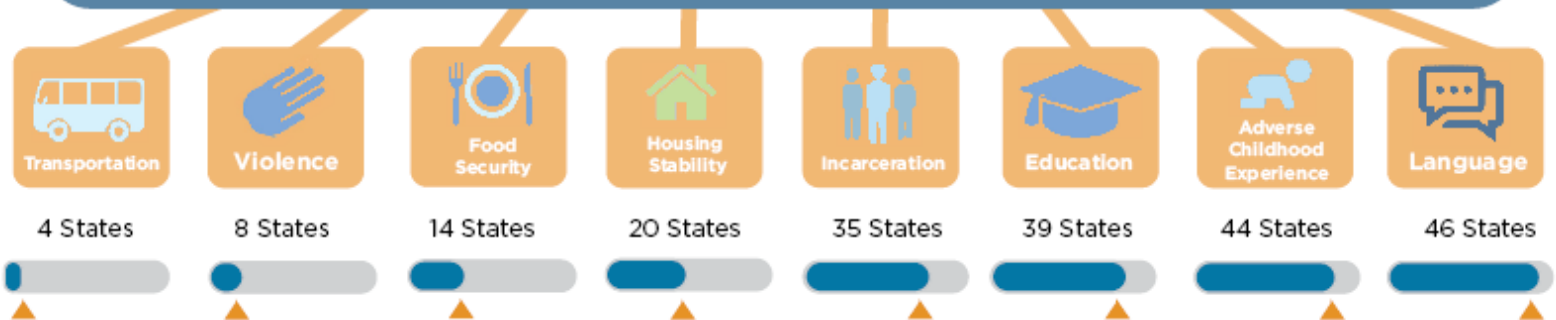 Transportation
Violence
Food
Security
Housing
Stability
Incarceration
Education
Adverse
Childhood
Experience
Language
4 States
8 States
14 States
20 States
35 States
39 States
44 States
46 States